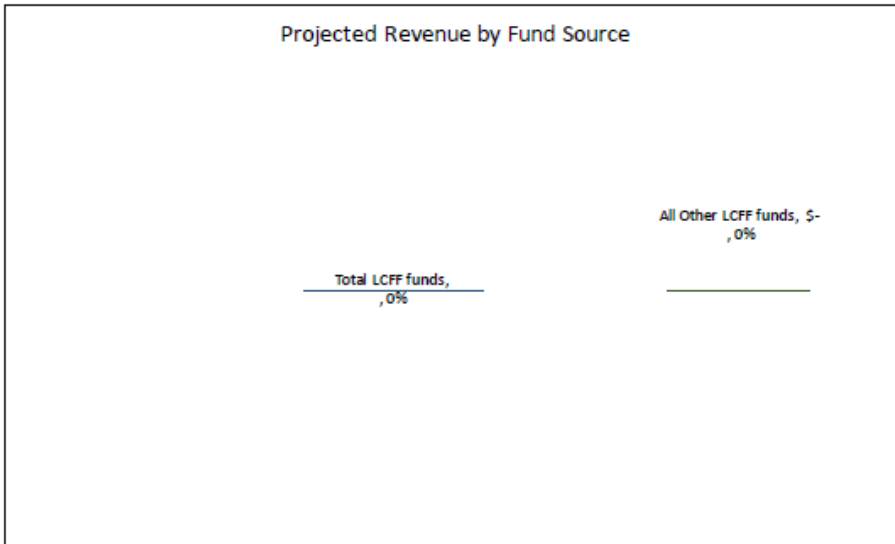 Projected Revenue by Fund Source
All Other LCFF funds, $-
, 0%
Total LCFF funds,
, 0%